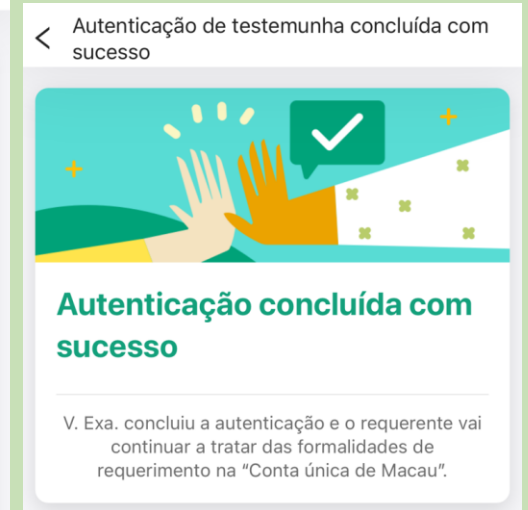 Autenticação de testemunha concluída com
sucesso
Autenticação concluída com
sucesso
V. Exa. concluiu a autenticação e o requerente vai
continuar a tratar das formalidades de
requerimento na “Conta única de Macau”.